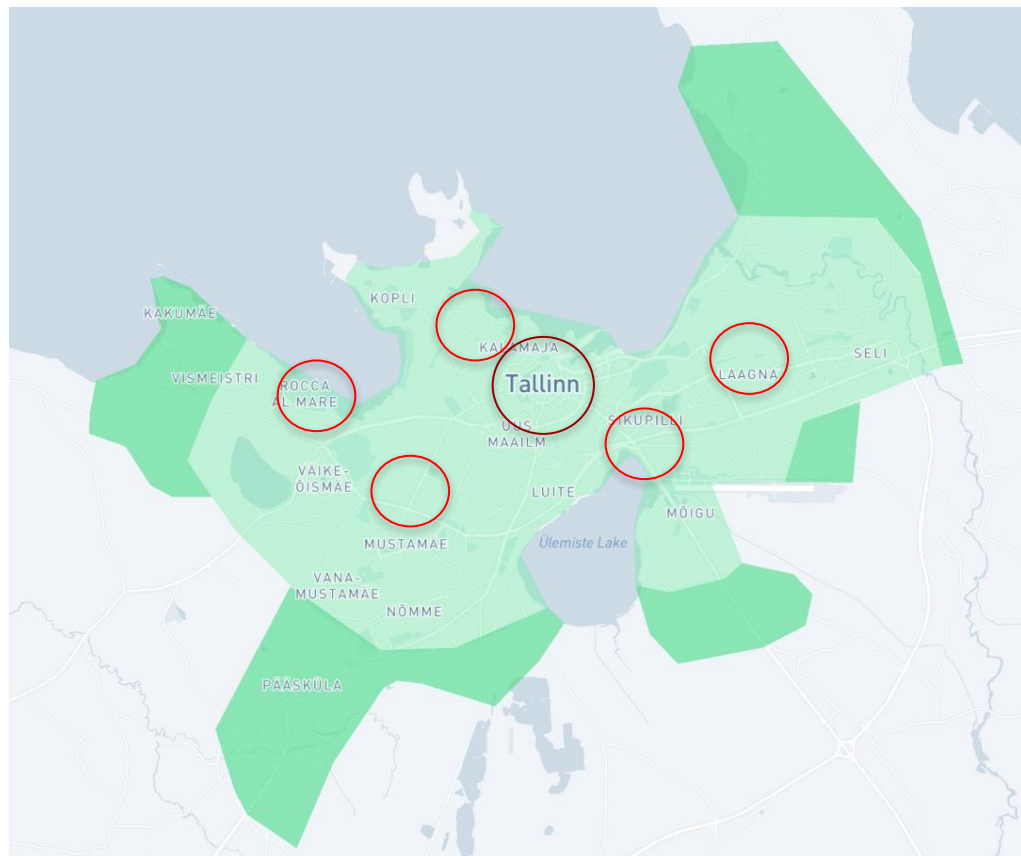 KOPLI
KAKUMÄE
KALAMAJA
SELI
LAAGNA
VISMEISTRI
ROCCA
AL MARE
Tallinn
SIKUPILLI
UUS
MAAILM
VÄIKE-
ÕISMÄE
LUITE
MÕIGU
MUSTAMÄE
Ülemiste Lake
VANA-
MUSTAMÄE
NÕMME
PÄÄSKÜLA